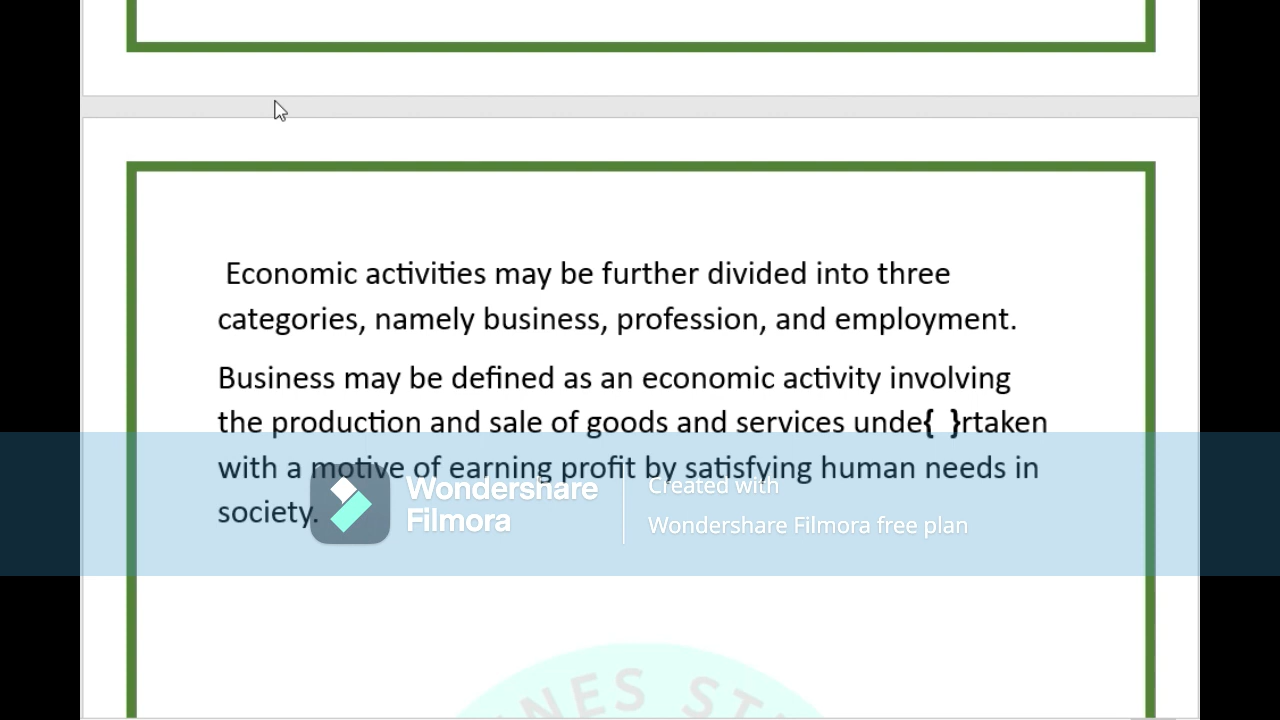 Economic activities may be further divided into three
categories, namely business, profession, and employment.
Business may be defined as an economic activity involving
the production and sale of goods and services unde{  }rtaken
with a motive of earning profit by satisfying human needs in
society.
Wondershare
Filmora
Created with
Wondershare Filmora free plan